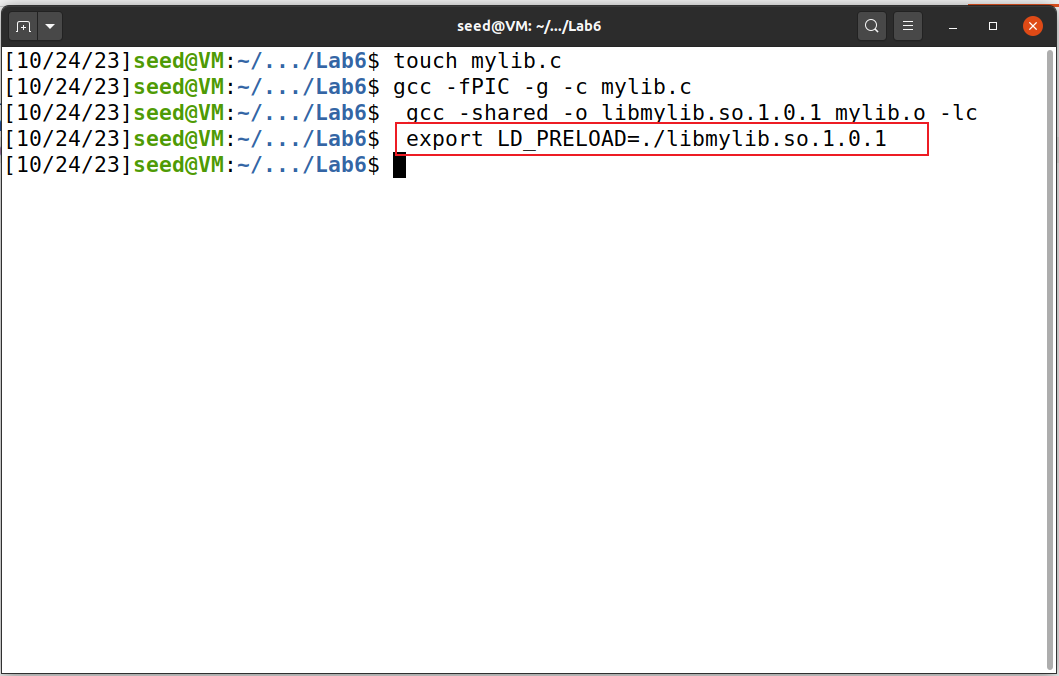 seed@VM: ~/.../Lab6
[10/24/23]seed@VM:~/.../Lab6$ touch mylib.c
[10/24/23]seed@VM:~/.../Lab6$ gcc -fPIC -g -c mylib.c
[10/24/23]seed@VM:~/.../Lab6$  gcc -shared -o libmylib.so.1.0.1 mylib.o -lc
[10/24/23]seed@VM:~/.../Lab6$  export LD_PRELOAD=./libmylib.so.1.0.1
[10/24/23]seed@VM:~/.../Lab6$